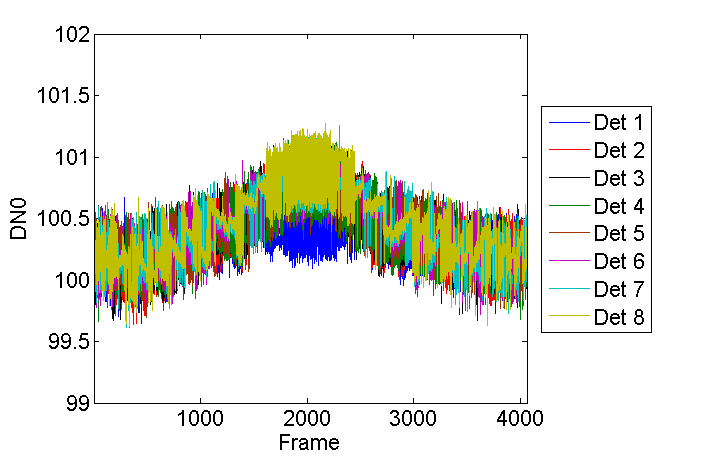 102
101.5
101
100.5
100
99.5
99
DN0
1000
2000
3000
4000
Frame
Det 1
Det 2
Det 3
Det 4
Det 5
Det 6
Det 7
Det 8